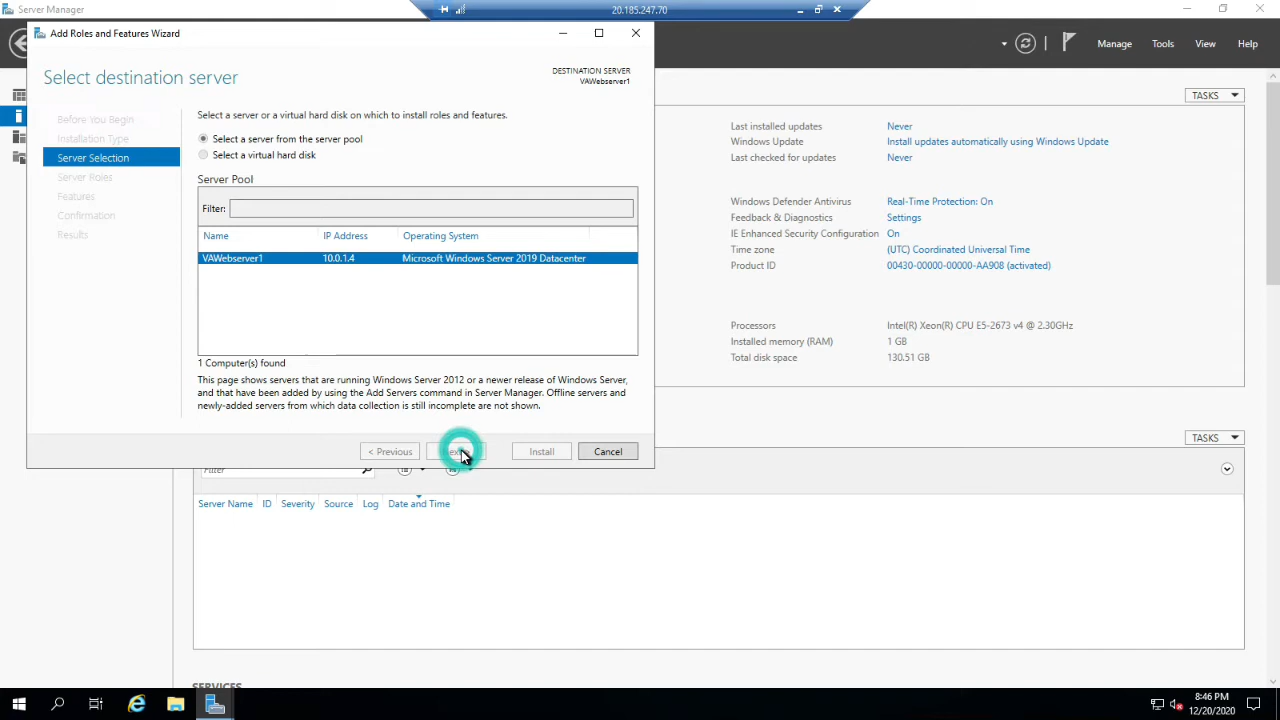 Server Manager
20.185.247.70
Manage
Tools
View
Help
Add Roles and Features Wizard
Select destination server
DESTINATION SERVER
VAWebserver1
Before You Begin
Installation Type
Server Selection
Server Roles
Features
Confirmation
Results
Select a server or a virtual hard disk on which to install roles and features.
Select a server from the server pool
Select a virtual hard disk
Server Pool
Filter:
Name IP Address Operating System
VAWebserver1 10.0.1.4 Microsoft Windows Server 2019 Datacenter
1 Computer(s) found
This page shows servers that are running Windows Server 2012 or a newer release of Windows Server,
and that have been added by using the Add Servers command in Server Manager. Offline servers and
newly-added servers from which data collection is still incomplete are not shown.
< Previous
Install
Cancel
TASKS
Last installed updates Never
Windows Update Install updates automatically using Windows Update
Last checked for updates Never
Windows Defender Antivirus Real-Time Protection: On
Feedback & Diagnostics Settings
IE Enhanced Security Configuration On
Time zone (UTC) Coordinated Universal Time
Product ID 00430-00000-00000-AA908 (activated)
Processors Intel(R) Xeon(R) CPU E5-2673 v4 @ 2.30GHz
Installed memory (RAM) 1 GB
Total disk space 130.51 GB
TASKS
Filter
Server Name ID Severity Source Log Date and Time
SERVICES
8:46 PM
12/20/2020